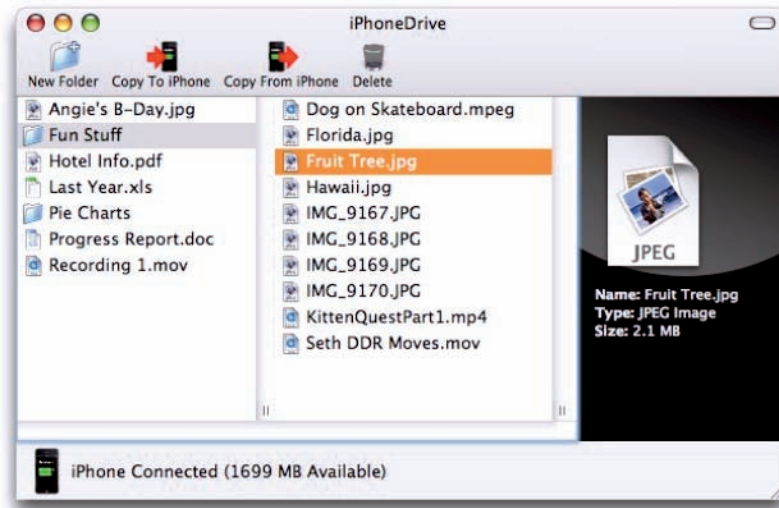 iPhoneDrive
New Folder Copy To iPhone Copy From iPhone Delete
Angie's B-Day.jpg
Fun Stuff
Hotel Info.pdf
Last Year.xls
Pie Charts
Progress Report.doc
Recording 1.mov
Dog on Skateboard.mpeg
Florida.jpg
Fruit Tree.jpg
Hawaii.jpg
IMG_9167.JPG
IMG_9168.JPG
IMG_9169.JPG
IMG_9170.JPG
KittenQuestPart1.mp4
Seth DDR Moves.mov
JPEG
Name: Fruit Tree.jpg
Type: JPEG Image
Size: 2.1 MB
iPhone Connected (1699 MB Available)